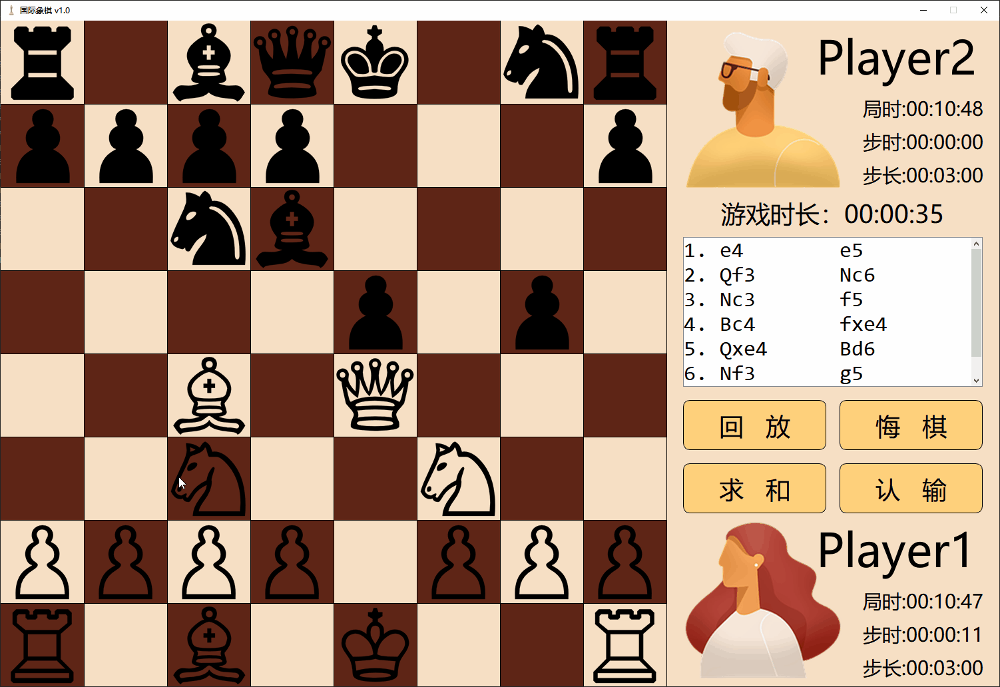 国际象棋 v1.0
Player2
局时:00:10:48
步时:00:00:00
步长:00:03:00
游戏时长：00:00:35
1. e4 e5
2. Qf3 Nc6
3. Nc3 f5
4. Bc4 fxe4
5. Qxe4 Bd6
6. Nf3 g5
回 放
悔 棋
求 和
认 输
Player1
局时:00:10:47
步时:00:00:11
步长:00:03:00